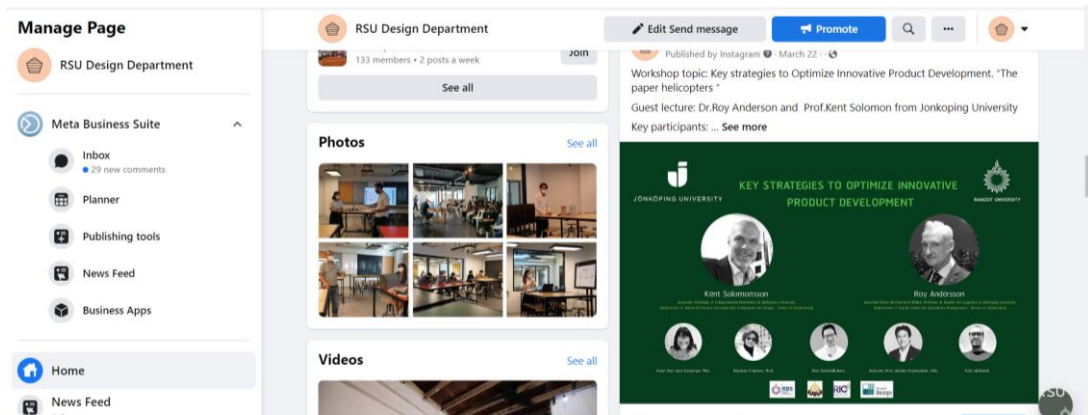 Manage Page
RSU Design Department
Meta Business Suite
Inbox
29 new comments
Planner
Publishing tools
News Feed
Business Apps
Home
News Feed
RSU Design Department
Edit Send message
Promote
133 members • 2 posts a week
Join
See all
Photos
See all
Videos
See all
Published by Instagram · March 22 ·
Workshop topic: Key strategies to Optimize Innovative Product Development. "The
paper helicopters "
Guest lecture: Dr.Roy Anderson and Prof.Kent Solomon from Jonkoping University
Key participants: ... See more
JÖNKÖPING UNIVERSITY
KEY STRATEGIES TO OPTIMIZE INNOVATIVE
PRODUCT DEVELOPMENT
RANGSIT UNIVERSITY
Kent Solomonsson
Roy Andersson
RIC